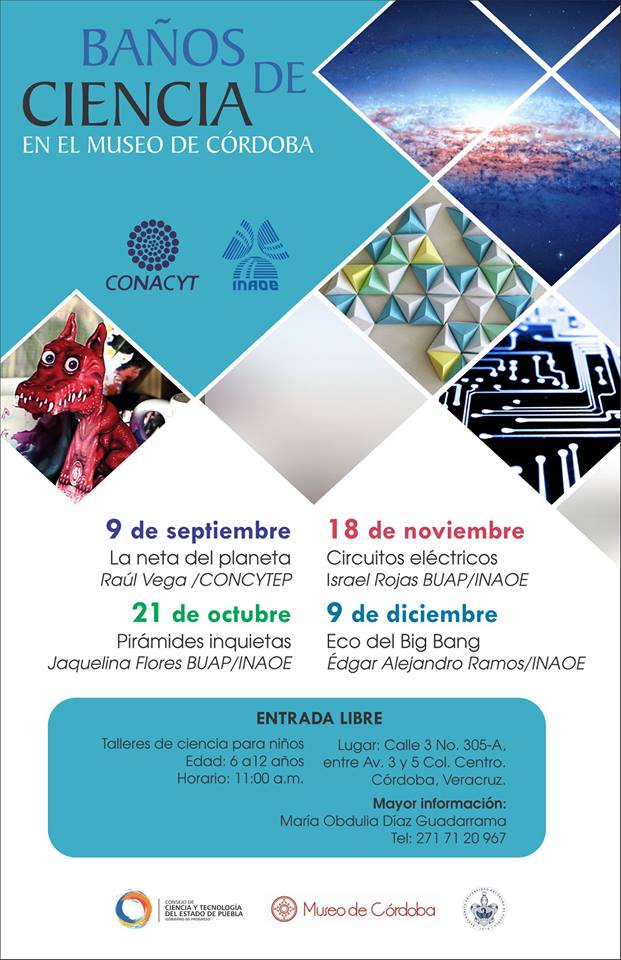 BAÑOS
DE
CIENCIA
EN EL MUSEO DE CÓRDOBA
CONACYT
INAOE
9 de septiembre
La neta del planeta
Raúl Vega /CONCYTEP
18 de noviembre
Circuitos eléctricos
Israel Rojas BUAP/INAOE
21 de octubre
Pirámides inquietas
Jaquelina Flores BUAP/INAOE
9 de diciembre
Eco del Big Bang
Édgar Alejandro Ramos/INAOE
ENTRADA LIBRE
Talleres de ciencia para niños
Edad: 6 a12 años
Horario: 11:00 a.m.
Lugar: Calle 3 No. 305-A,
entre Av. 3 y 5 Col. Centro.
Córdoba, Veracruz.
Mayor información:
María Obdulia Díaz Guadarrama
Tel: 271 71 20 967
CONSEJO DE
CIENCIA Y TECNOLOGÍA
DEL ESTADO DE PUEBLA
GOBIERNO DE PROGRESO
Museo de Córdoba